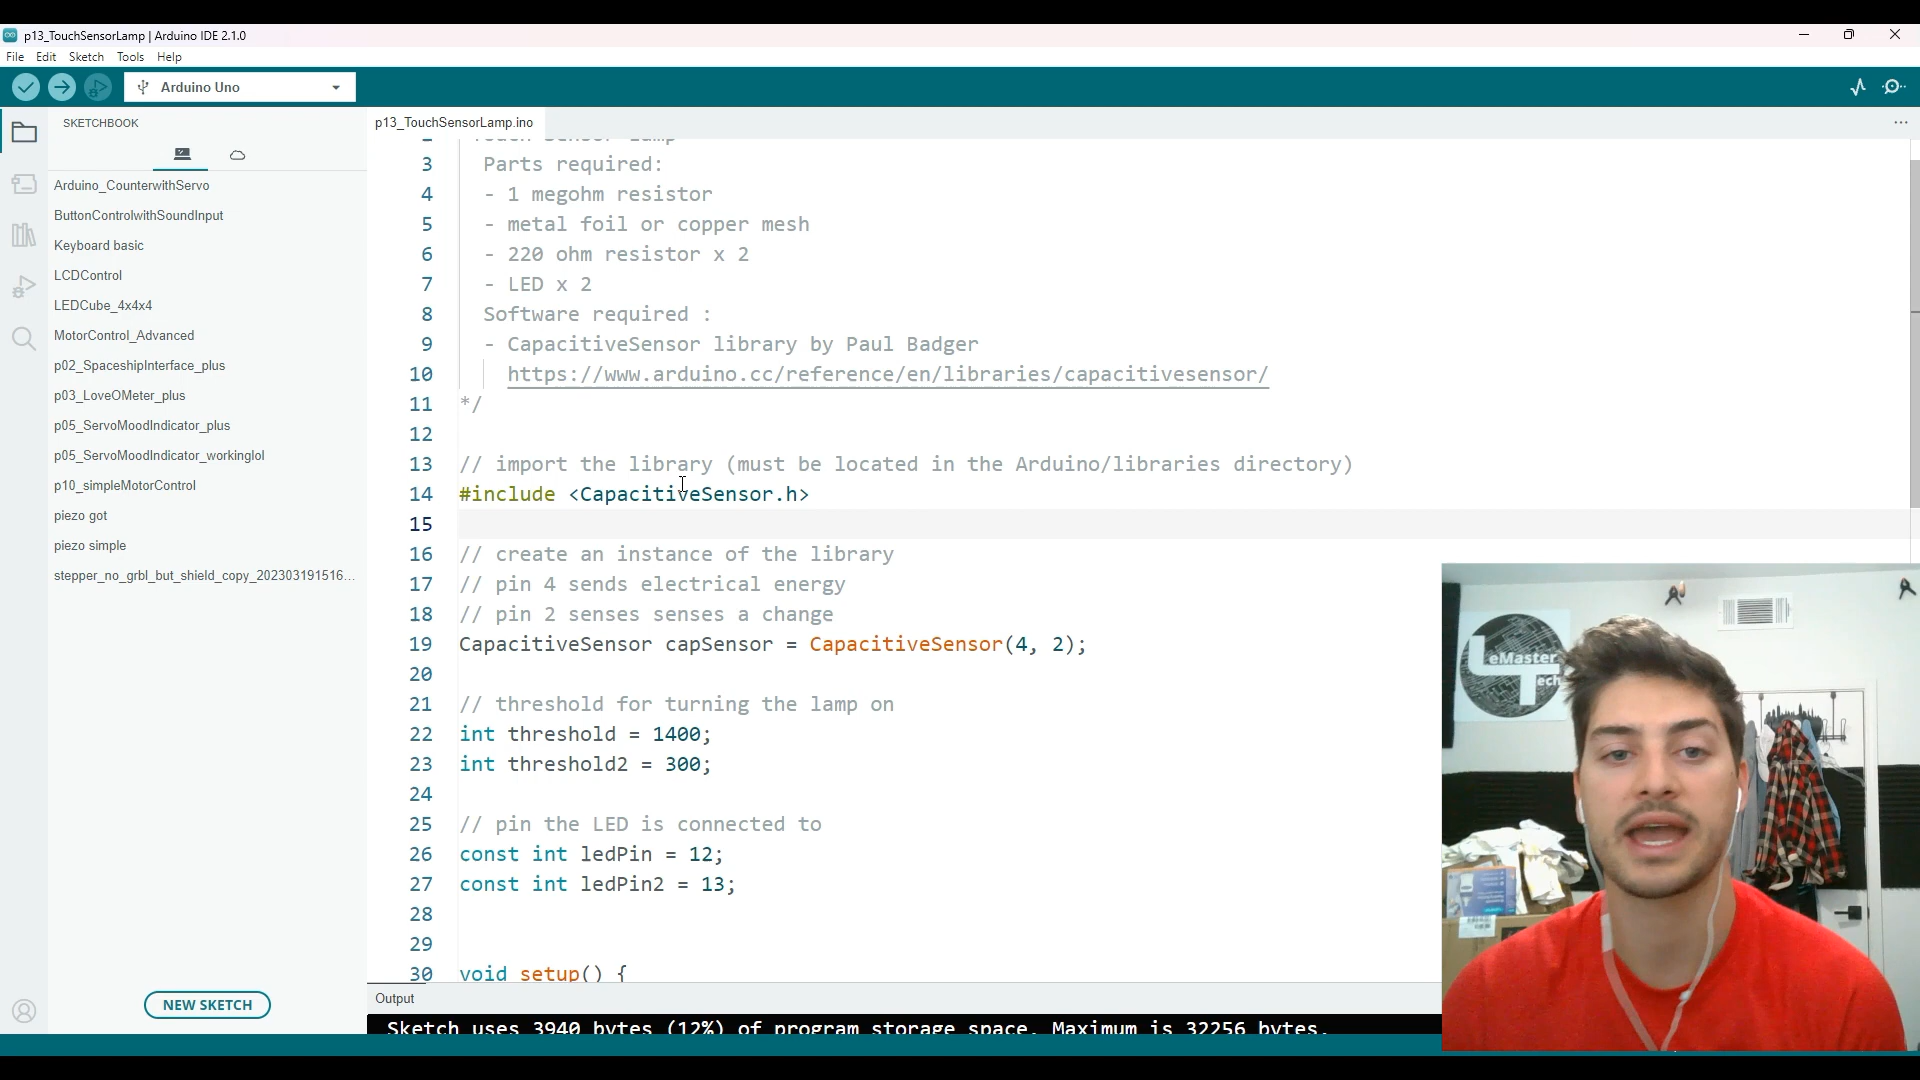 p13_TouchSensorLamp | Arduino IDE 2.1.0
File Edit Sketch Tools Help
Arduino Uno
SKETCHBOOK
Arduino_CounterwithServo
ButtonControlwithSoundInput
Keyboard basic
LCDControl
LEDCube_4x4x4
MotorControl_Advanced
p02_SpaceshipInterface_plus
p03_LoveOMeter_plus
p05_ServoMoodIndicator_plus
p05_ServoMoodIndicator_workinglol
p10_simpleMotorControl
piezo got
piezo simple
stepper_no_grbl_but_shield_copy_202303191516...
NEW SKETCH
p13_TouchSensorLamp.ino
3 Parts required:
4 - 1 megohm resistor
5 - metal foil or copper mesh
6 - 220 ohm resistor x 2
7 - LED x 2
8 Software required :
9 - CapacitiveSensor library by Paul Badger
10 https://www.arduino.cc/reference/en/libraries/capacitivesensor/
11 */
12
13 // import the library (must be located in the Arduino/libraries directory)
14 #include <CapacitiveSensor.h>
15
16 // create an instance of the library
17 // pin 4 sends electrical energy
18 // pin 2 senses senses a change
19 CapacitiveSensor capSensor = CapacitiveSensor(4, 2);
20
21 // threshold for turning the lamp on
22 int threshold = 1400;
23 int threshold2 = 300;
24
25 // pin the LED is connected to
26 const int ledPin = 12;
27 const int ledPin2 = 13;
28
29
30 void setup() {
Output
Sketch uses 3940 bytes (12%) of program storage space. Maximum is 32256 bytes.
LeMaster
Tech